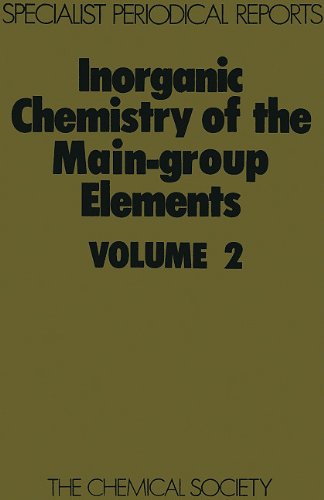 SPECIALIST PERIODICAL REPORTS
Inorganic
Chemistry of the
Main-group
Elements
VOLUME 2
THE CHEMICAL SOCIETY